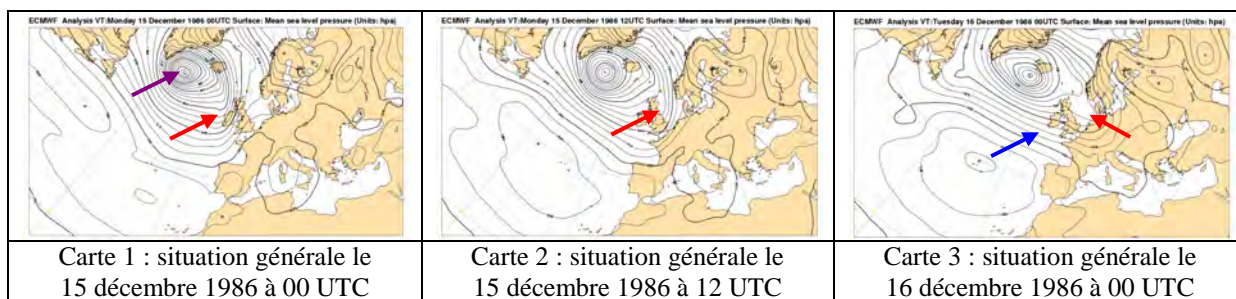 ECMWF Analysis VT:Monday 15 December 1986 00UTC Surface: Mean sea level pressure (Units: hpa)
ECMWF Analysis VT:Monday 15 December 1986 12UTC Surface: Mean sea level pressure (Units: hpa)
ECMWF Analysis VT:Tuesday 16 December 1986 00UTC Surface: Mean sea level pressure (Units: hpa)
Carte 1 : situation générale le
15 décembre 1986 à 00 UTC
Carte 2 : situation générale le
15 décembre 1986 à 12 UTC
Carte 3 : situation générale le
16 décembre 1986 à 00 UTC